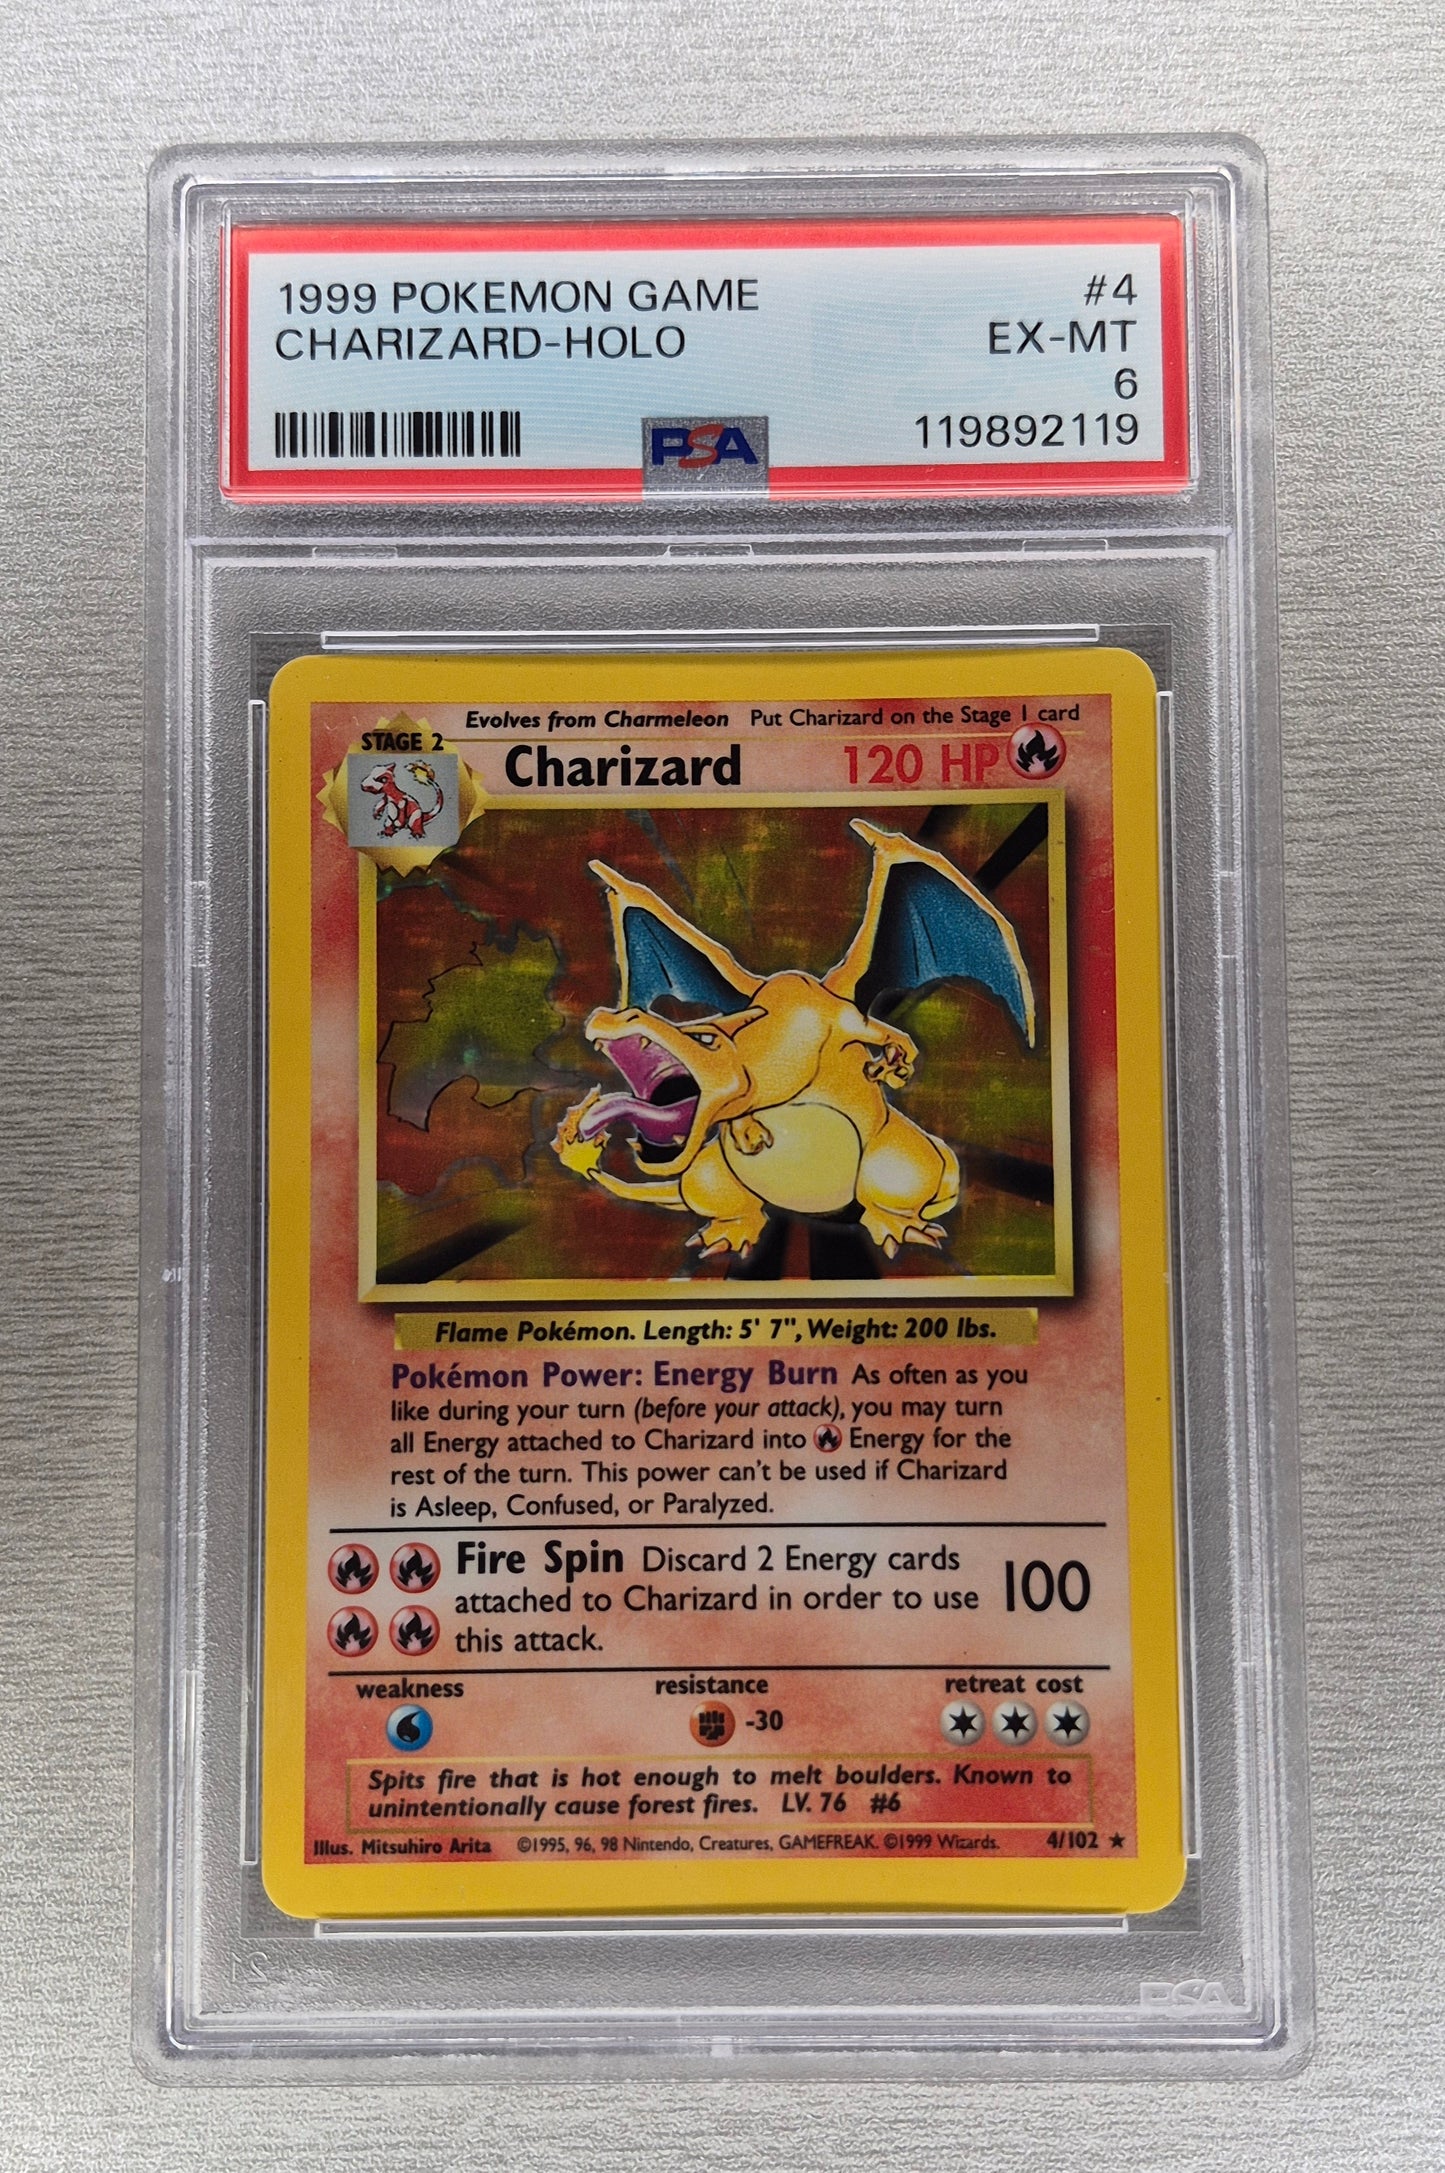 1999 POKEMON GAME #4
CHARIZARD-HOLO EX-MT
6
PSA 119892119
Evolves from Charmeleon Put Charizard on the Stage 1 card
STAGE 2
Charizard 120 HP
Flame Pokémon. Length: 5' 7", Weight: 200 lbs.
Pokémon Power: Energy Burn As often as you
like during your turn (before your attack), you may turn
all Energy attached to Charizard into Energy for the
rest of the turn. This power can't be used if Charizard
is Asleep, Confused, or Paralyzed.
Fire Spin Discard 2 Energy cards
attached to Charizard in order to use 100
this attack.
weakness resistance retreat cost
-30
Spits fire that is hot enough to melt boulders. Known to
unintentionally cause forest fires. LV. 76 #6
Illus. Mitsuhiro Arita ©1995, 96, 98 Nintendo, Creatures, GAMEFREAK. ©1999 Wizards. 4/102 ★
PSA